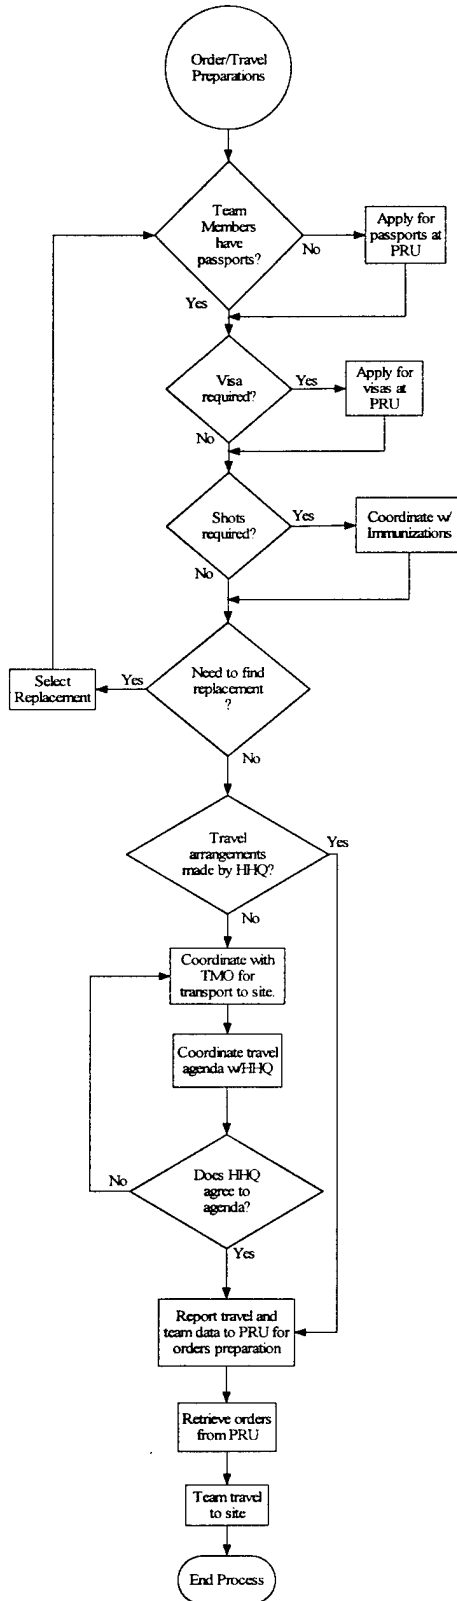 Order/Travel
Preparations
Team
Members
have
passports?
No
Apply for
passports at
PRU
Yes
Visa
required?
Yes
Apply for
visas at
PRU
No
Shots
required?
Yes
Coordinate w/
Immunizations
No
Need to find
replacement
?
Yes
Select
Replacement
No
Travel
arrangements
made by HHQ?
Yes
No
Coordinate with
TMO for
transport to site.
Coordinate travel
agenda w/HHQ
Does HHQ
agree to
agenda?
No
Yes
Report travel and
team data to PRU for
orders preparation
Retrieve orders
from PRU
Team travel
to site
End Process